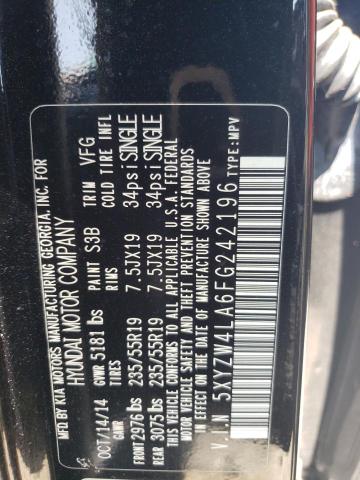 MFD. BY KIA MOTORS MANUFACTURING GEORGIA, INC. FOR
HYUNDAI MOTOR COMPANY
OCT/14/14 GWR 5181 lbs PAINT S3B TRIM VFG
GAWR TIRES RIMS COLD TIRE INFL
FRONT 2976 lbs 235/55R19 7.5JX19 34psi SINGLE
REAR 3075 lbs 235/55R19 7.5JX19 34psi SINGLE
THIS VEHICLE CONFORMS TO ALL APPLICABLE U.S.A. FEDERAL
MOTOR VEHICLE SAFETY AND THEFT PREVENTION STANDARDS
IN EFFECT ON THE DATE OF MANUFACTURE SHOWN ABOVE.
V.I.N 5XYZW4LA6FG242196 TYPE: MPV